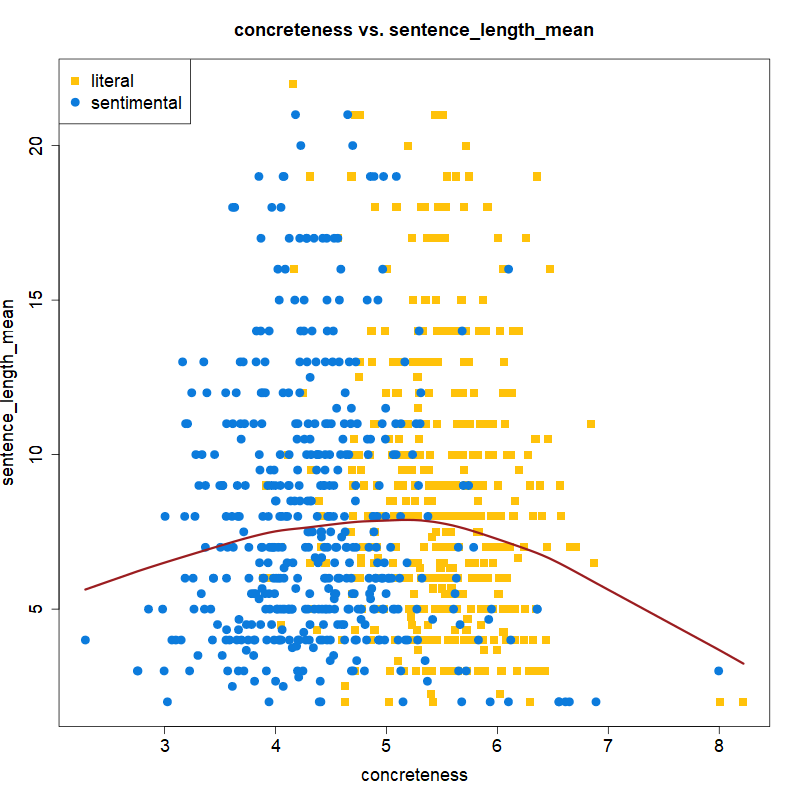 concreteness vs. sentence_length_mean
literal
sentimental
sentence_length_mean
20
15
10
5
3 4 5 6 7 8
concreteness